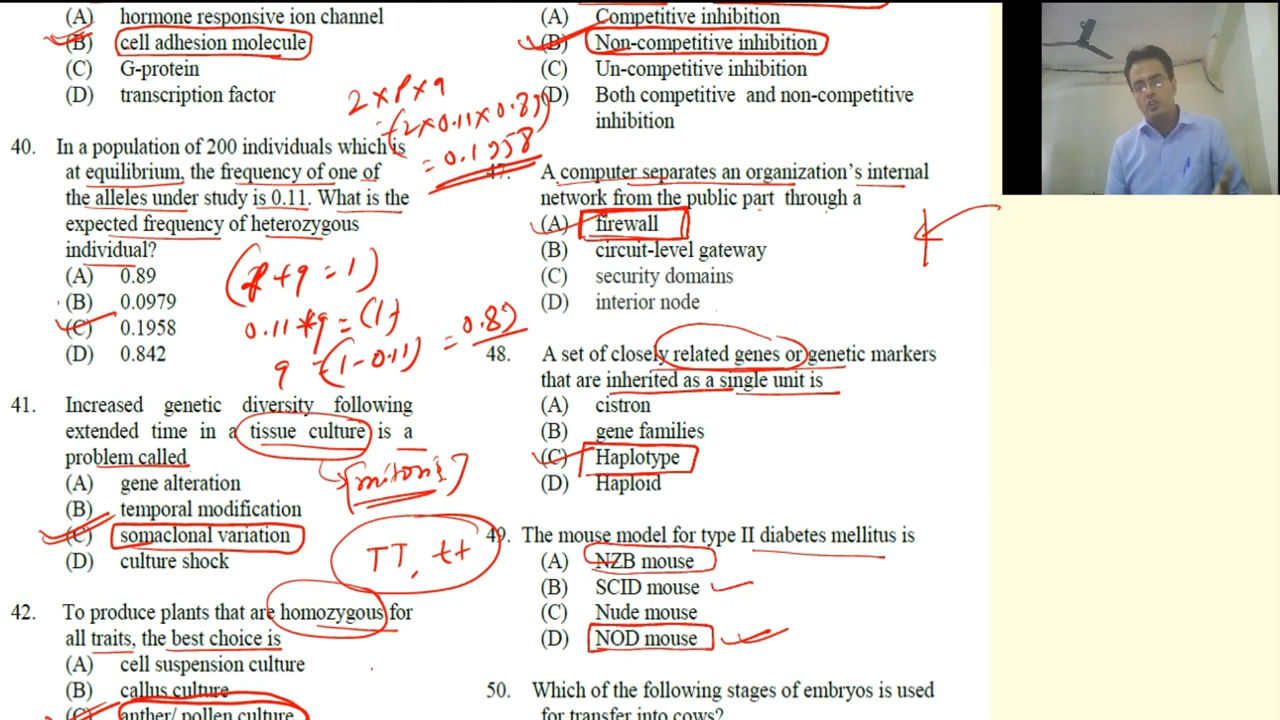 (A) hormone responsive ion channel
(B) cell adhesion molecule
(C) G-protein
(D) transcription factor
2 x p x q
(2 x 0.11 x 0.89)
= 0.1958
40. In a population of 200 individuals which is
at equilibrium, the frequency of one of
the alleles under study is 0.11. What is the
expected frequency of heterozygous
individual?
(A) 0.89
(B) 0.0979
(C) 0.1958
(D) 0.842
(p + q = 1)
0.11 + q = (1)
q = (1 - 0.11) = 0.89
41. Increased genetic diversity following
extended time in a tissue culture is a
problem called
(A) gene alteration
(B) temporal modification
(C) somaclonal variation
(D) culture shock
TT, tt
42. To produce plants that are homozygous for
all traits, the best choice is
(A) cell suspension culture
(B) callus culture
(C) anther/ pollen culture
(A) Competitive inhibition
(B) Non-competitive inhibition
(C) Un-competitive inhibition
(D) Both competitive and non-competitive
inhibition
47. A computer separates an organization's internal
network from the public part through a
(A) firewall
(B) circuit-level gateway
(C) security domains
(D) interior node
48. A set of closely related genes or genetic markers
that are inherited as a single unit is
(A) cistron
(B) gene families
(C) Haplotype
(D) Haploid
49. The mouse model for type II diabetes mellitus is
(A) NZB mouse
(B) SCID mouse
(C) Nude mouse
(D) NOD mouse
50. Which of the following stages of embryos is used
for transfer into cows?